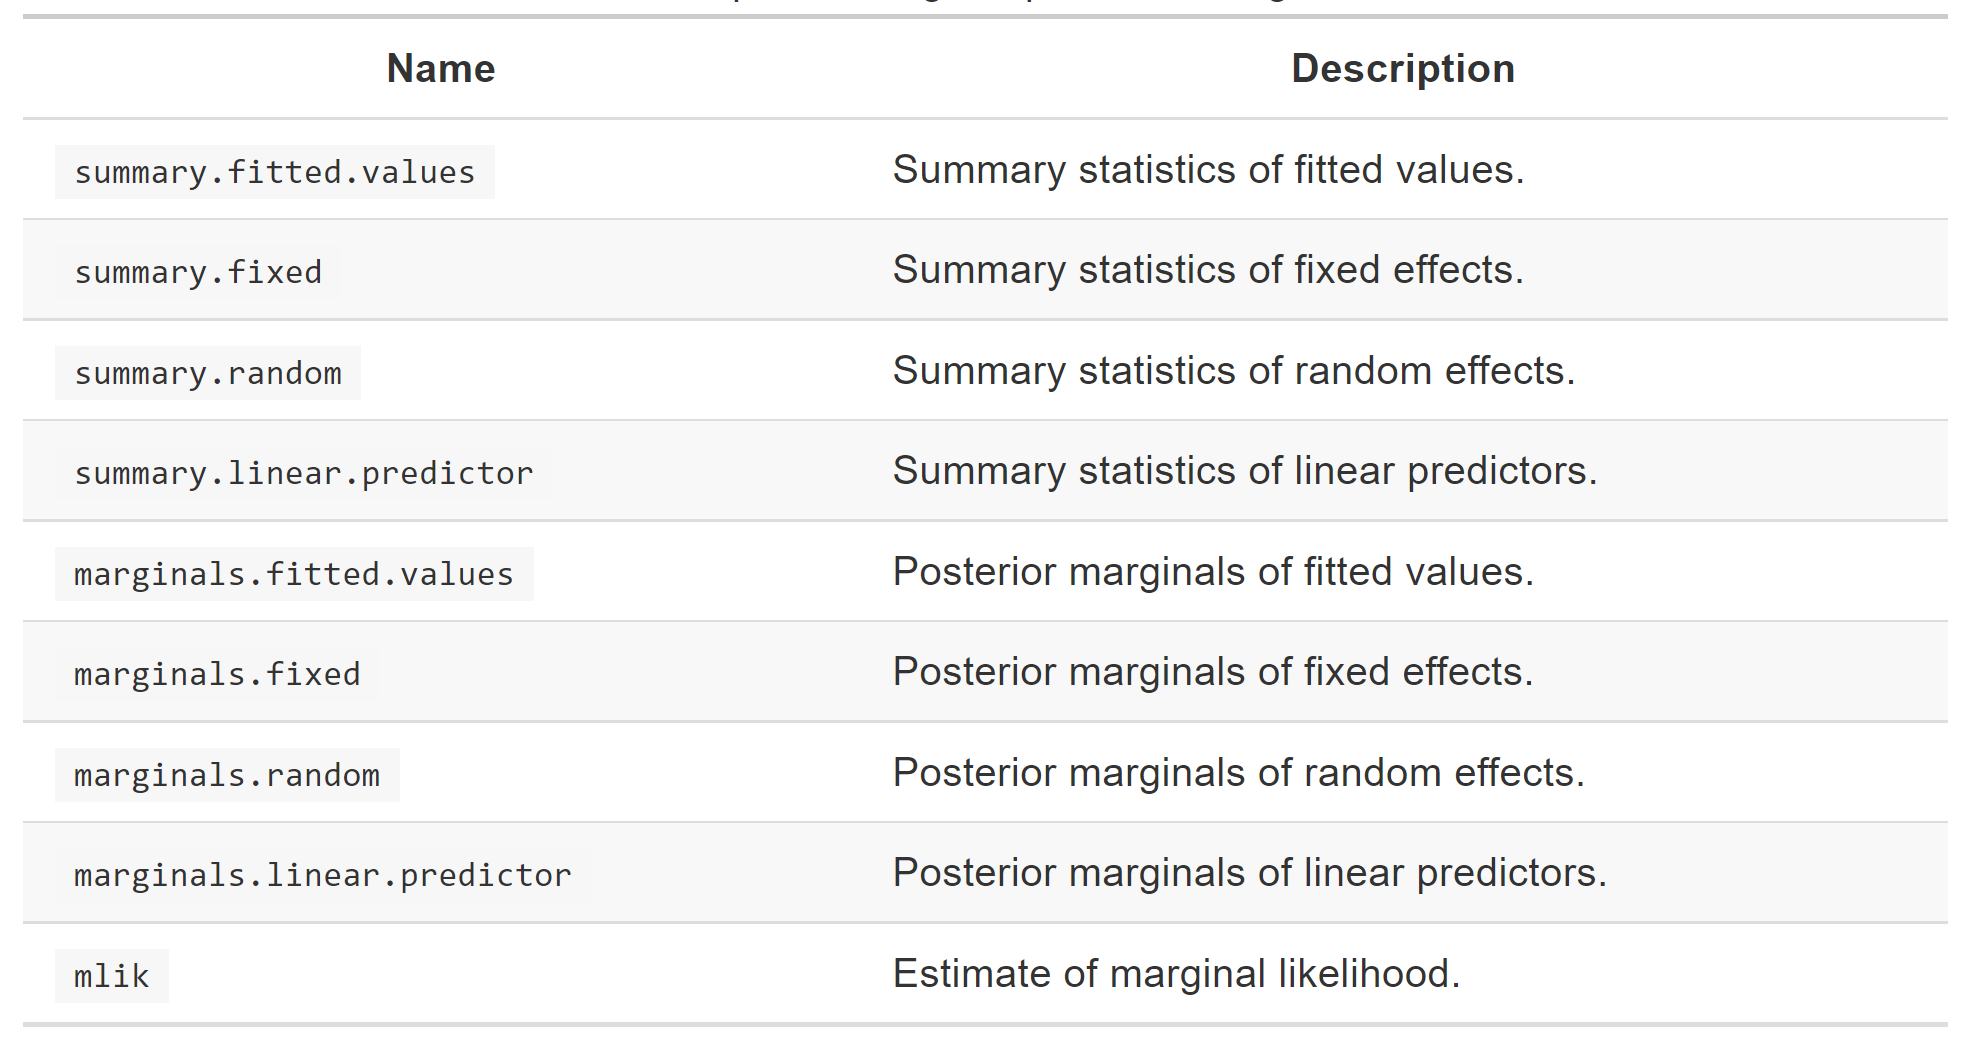 Name Description
summary.fitted.values Summary statistics of fitted values.
summary.fixed Summary statistics of fixed effects.
summary.random Summary statistics of random effects.
summary.linear.predictor Summary statistics of linear predictors.
marginals.fitted.values Posterior marginals of fitted values.
marginals.fixed Posterior marginals of fixed effects.
marginals.random Posterior marginals of random effects.
marginals.linear.predictor Posterior marginals of linear predictors.
mlik Estimate of marginal likelihood.